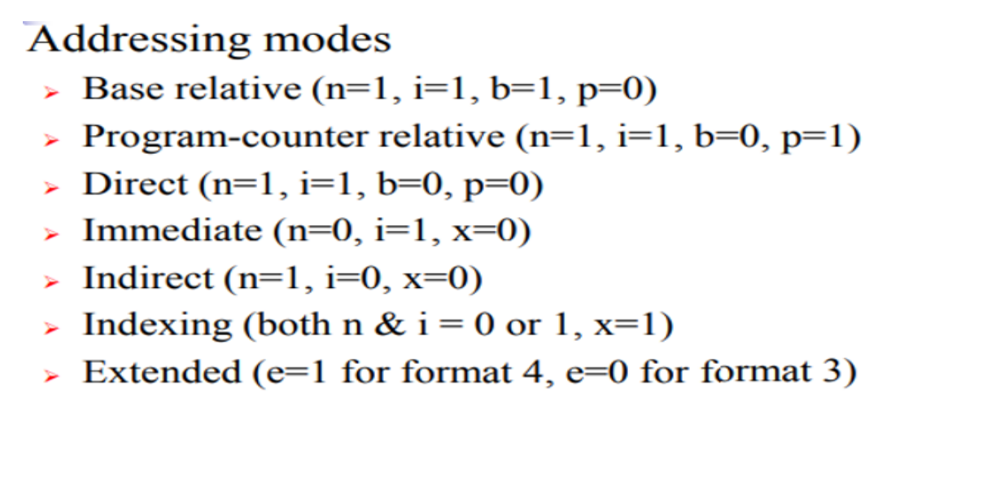 Addressing modes
➢ Base relative (n=1, i=1, b=1, p=0)
➢ Program-counter relative (n=1, i=1, b=0, p=1)
➢ Direct (n=1, i=1, b=0, p=0)
➢ Immediate (n=0, i=1, x=0)
➢ Indirect (n=1, i=0, x=0)
➢ Indexing (both n & i = 0 or 1, x=1)
➢ Extended (e=1 for format 4, e=0 for format 3)